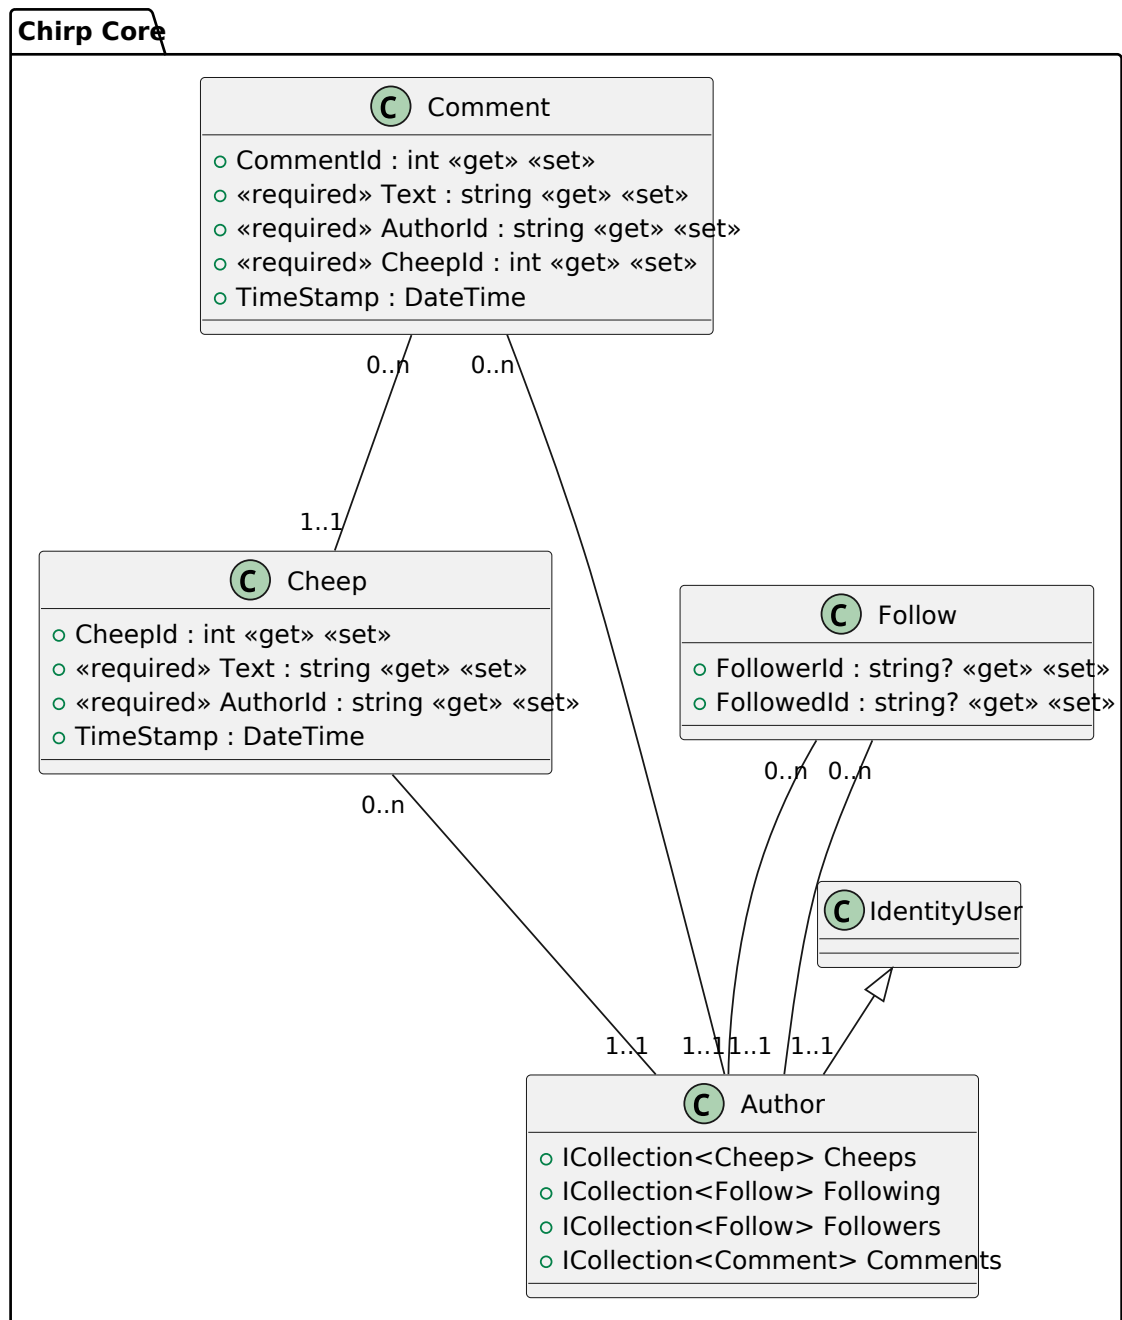 Chirp Core
C Comment
CommentId : int «get» «set»
«required» Text : string «get» «set»
«required» AuthorId : string «get» «set»
«required» CheepId : int «get» «set»
TimeStamp : DateTime
0..n 0..n
1..1
C Cheep
CheepId : int «get» «set»
«required» Text : string «get» «set»
«required» AuthorId : string «get» «set»
TimeStamp : DateTime
C Follow
FollowerId : string? «get» «set»
FollowedId : string? «get» «set»
0..n 0..n
0..n
C IdentityUser
1..1 1..1 1..1 1..1
C Author
ICollection<Cheep> Cheeps
ICollection<Follow> Following
ICollection<Follow> Followers
ICollection<Comment> Comments